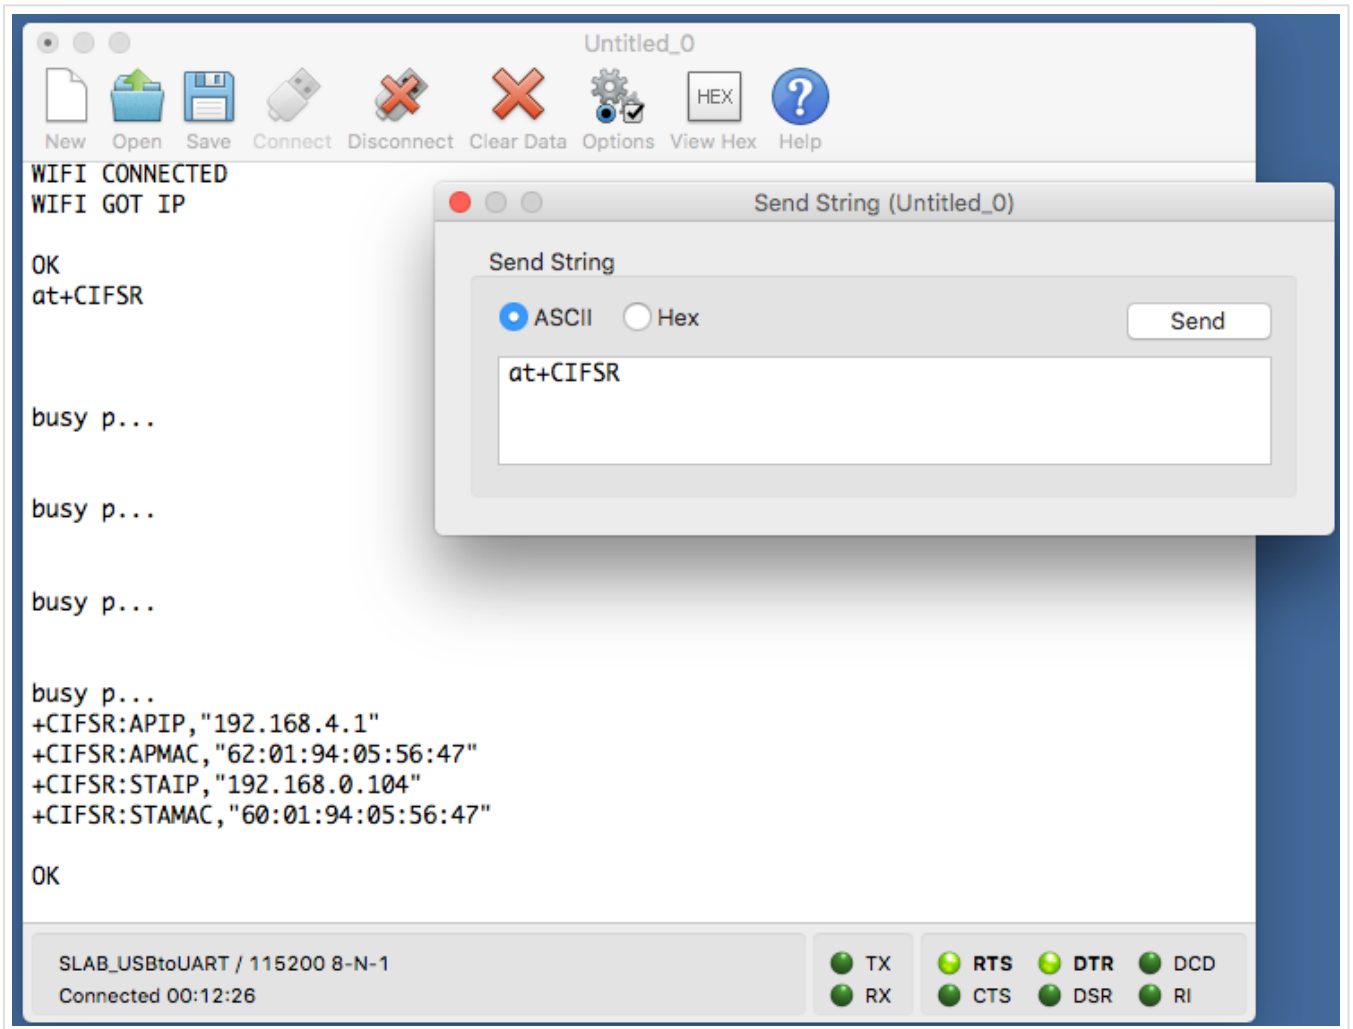 Untitled_0
HEX
?
New Open Save Connect Disconnect Clear Data Options View Hex Help
WIFI CONNECTED
WIFI GOT IP
OK
at+CIFSR
busy p...
busy p...
busy p...
busy p...
+CIFSR:APIP,"192.168.4.1"
+CIFSR:APMAC,"62:01:94:05:56:47"
+CIFSR:STAIP,"192.168.0.104"
+CIFSR:STAMAC,"60:01:94:05:56:47"
OK
Send String (Untitled_0)
Send String
ASCII Hex
Send
at+CIFSR
SLAB_USBtoUART / 115200 8-N-1
Connected 00:12:26
TX RTS DTR DCD
RX CTS DSR RI